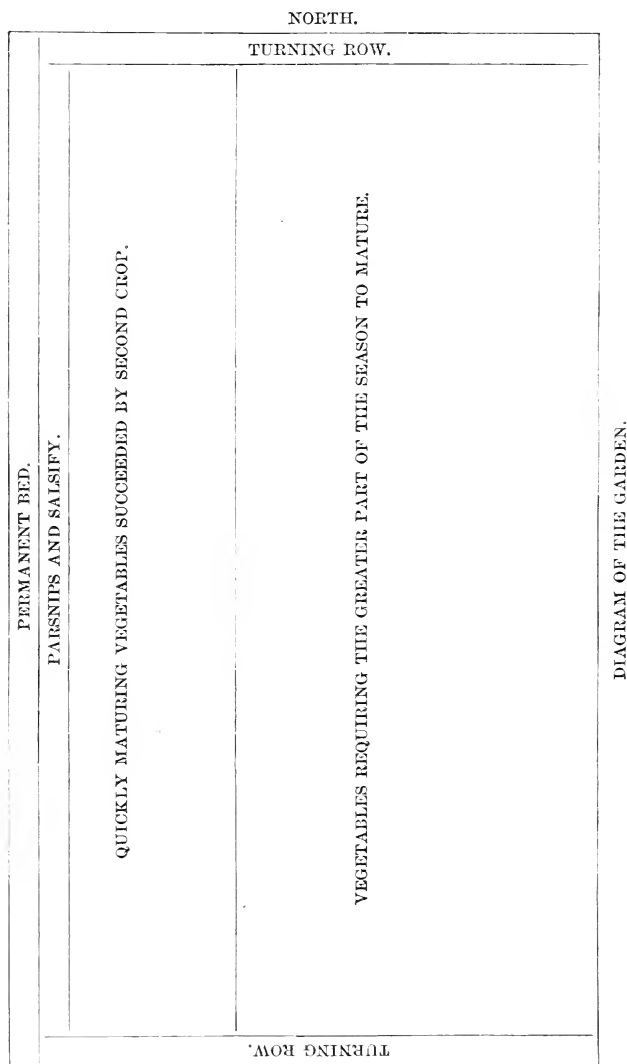 NORTH.
TURNING ROW.
PERMANENT BED.
PARSNIPS AND SALSIFY.
QUICKLY MATURING VEGETABLES SUCCEEDED BY SECOND CROP.
VEGETABLES REQUIRING THE GREATER PART OF THE SEASON TO MATURE.
DIAGRAM OF THE GARDEN.
TURNING ROW.